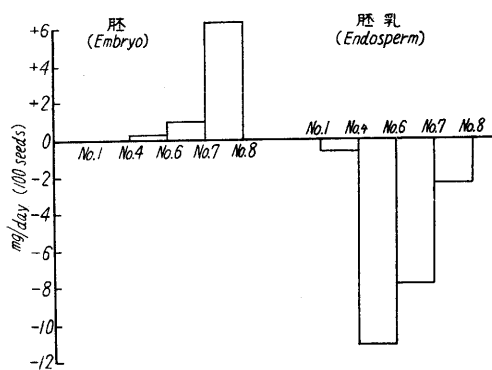 胚
(Embryo)
胚乳
(Endosperm)
mg/day (100 seeds)
+6
+4
+2
0
-2
-4
-6
-8
-10
-12
No.1 No.4 No.6 No.7 No.8
No.1 No.4 No.6 No.7 No.8